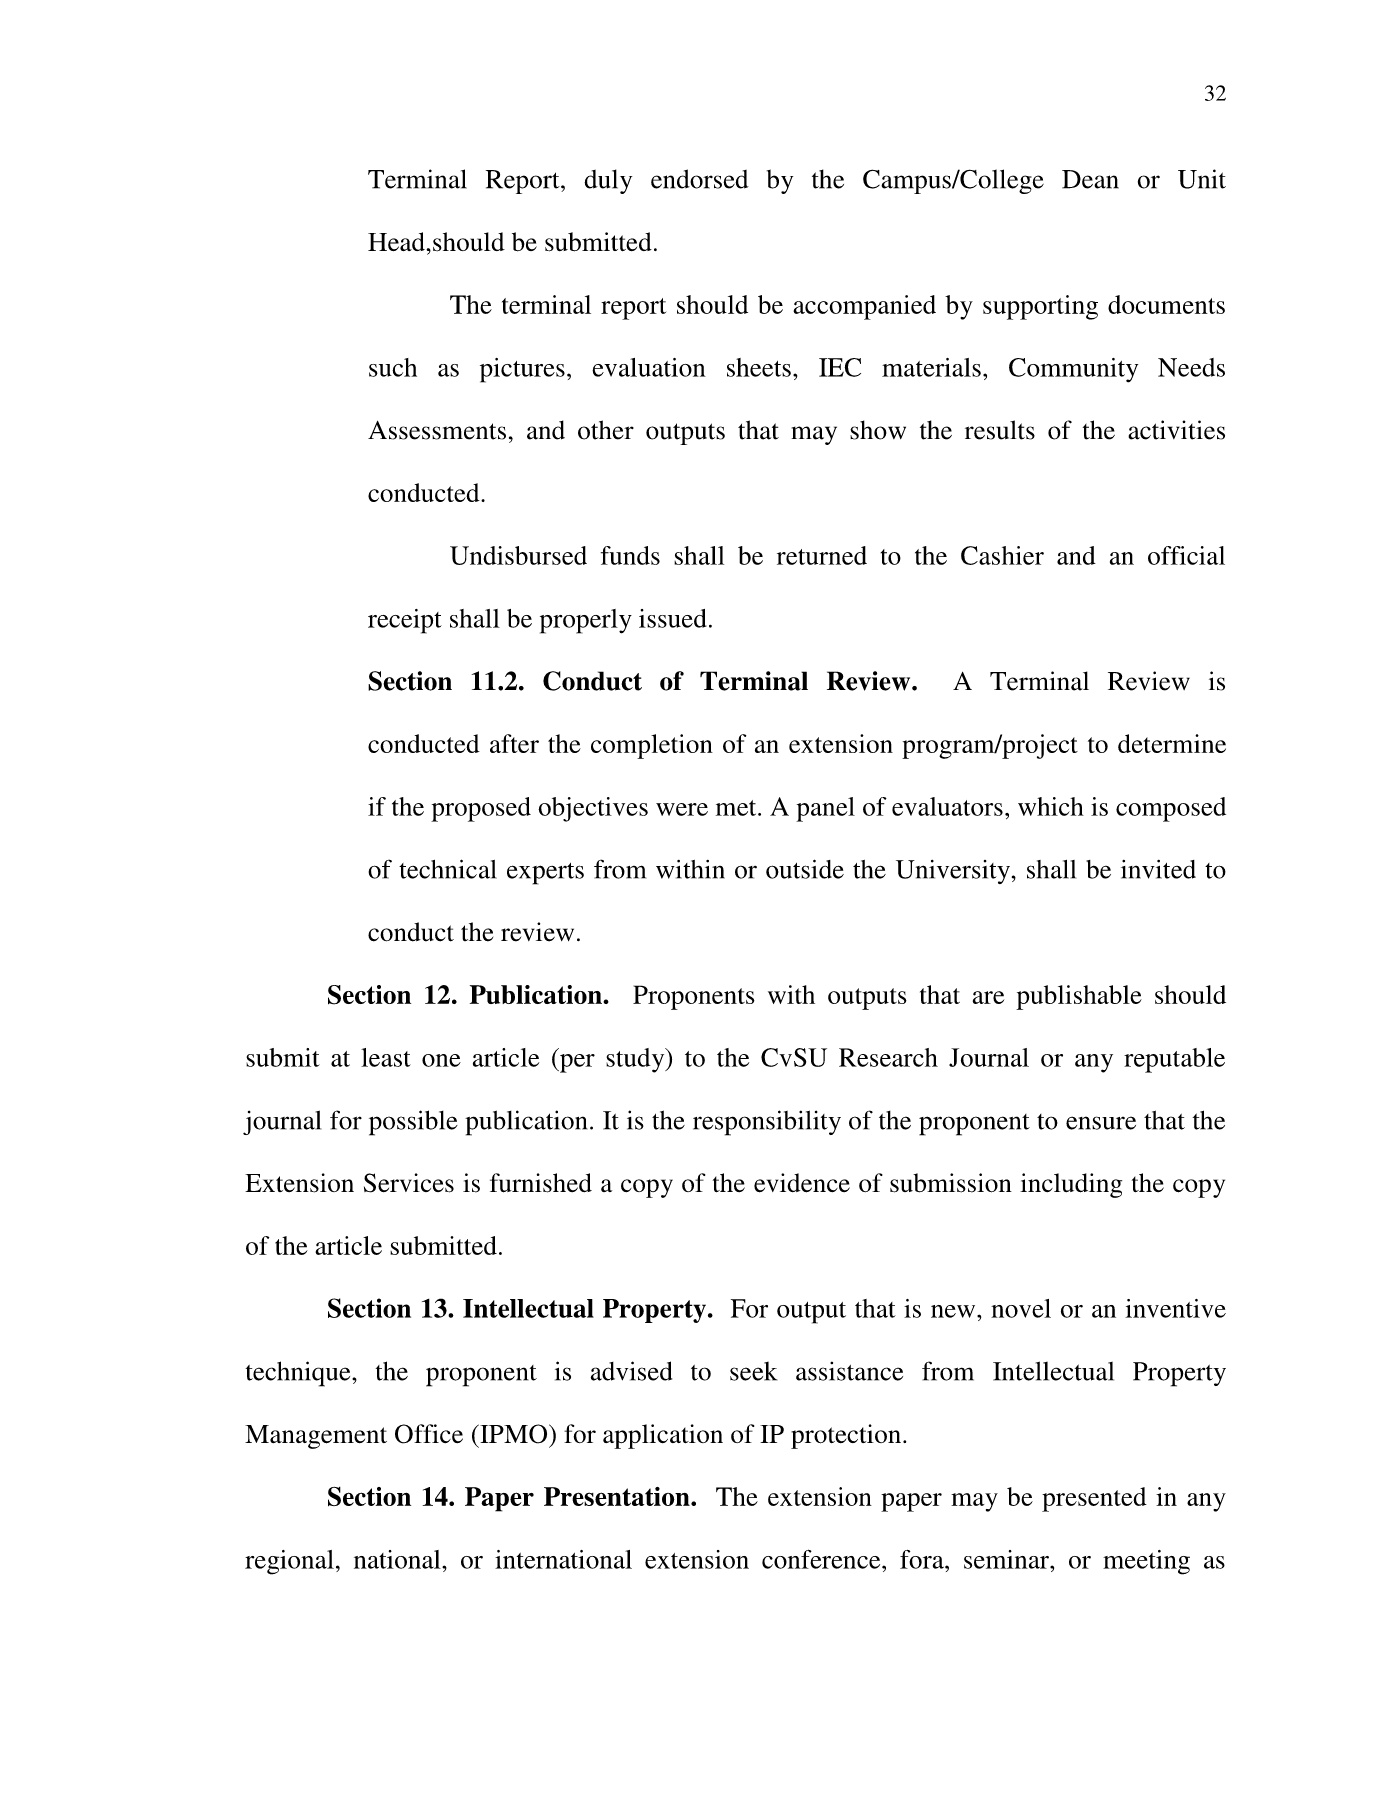 32
Terminal Report, duly endorsed by the Campus/College Dean or Unit
Head,should be submitted.
The terminal report should be accompanied by supporting documents
such as pictures, evaluation sheets, IEC materials, Community Needs
Assessments, and other outputs that may show the results of the activities
conducted.
Undisbursed funds shall be returned to the Cashier and an official
receipt shall be properly issued.
Section 11.2. Conduct of Terminal Review. A Terminal Review is
conducted after the completion of an extension program/project to determine
if the proposed objectives were met. A panel of evaluators, which is composed
of technical experts from within or outside the University, shall be invited to
conduct the review.
Section 12. Publication. Proponents with outputs that are publishable should
submit at least one article (per study) to the CvSU Research Journal or any reputable
journal for possible publication. It is the responsibility of the proponent to ensure that the
Extension Services is furnished a copy of the evidence of submission including the copy
of the article submitted.
Section 13. Intellectual Property. For output that is new, novel or an inventive
technique, the proponent is advised to seek assistance from Intellectual Property
Management Office (IPMO) for application of IP protection.
Section 14. Paper Presentation. The extension paper may be presented in any
regional, national, or international extension conference, fora, seminar, or meeting as